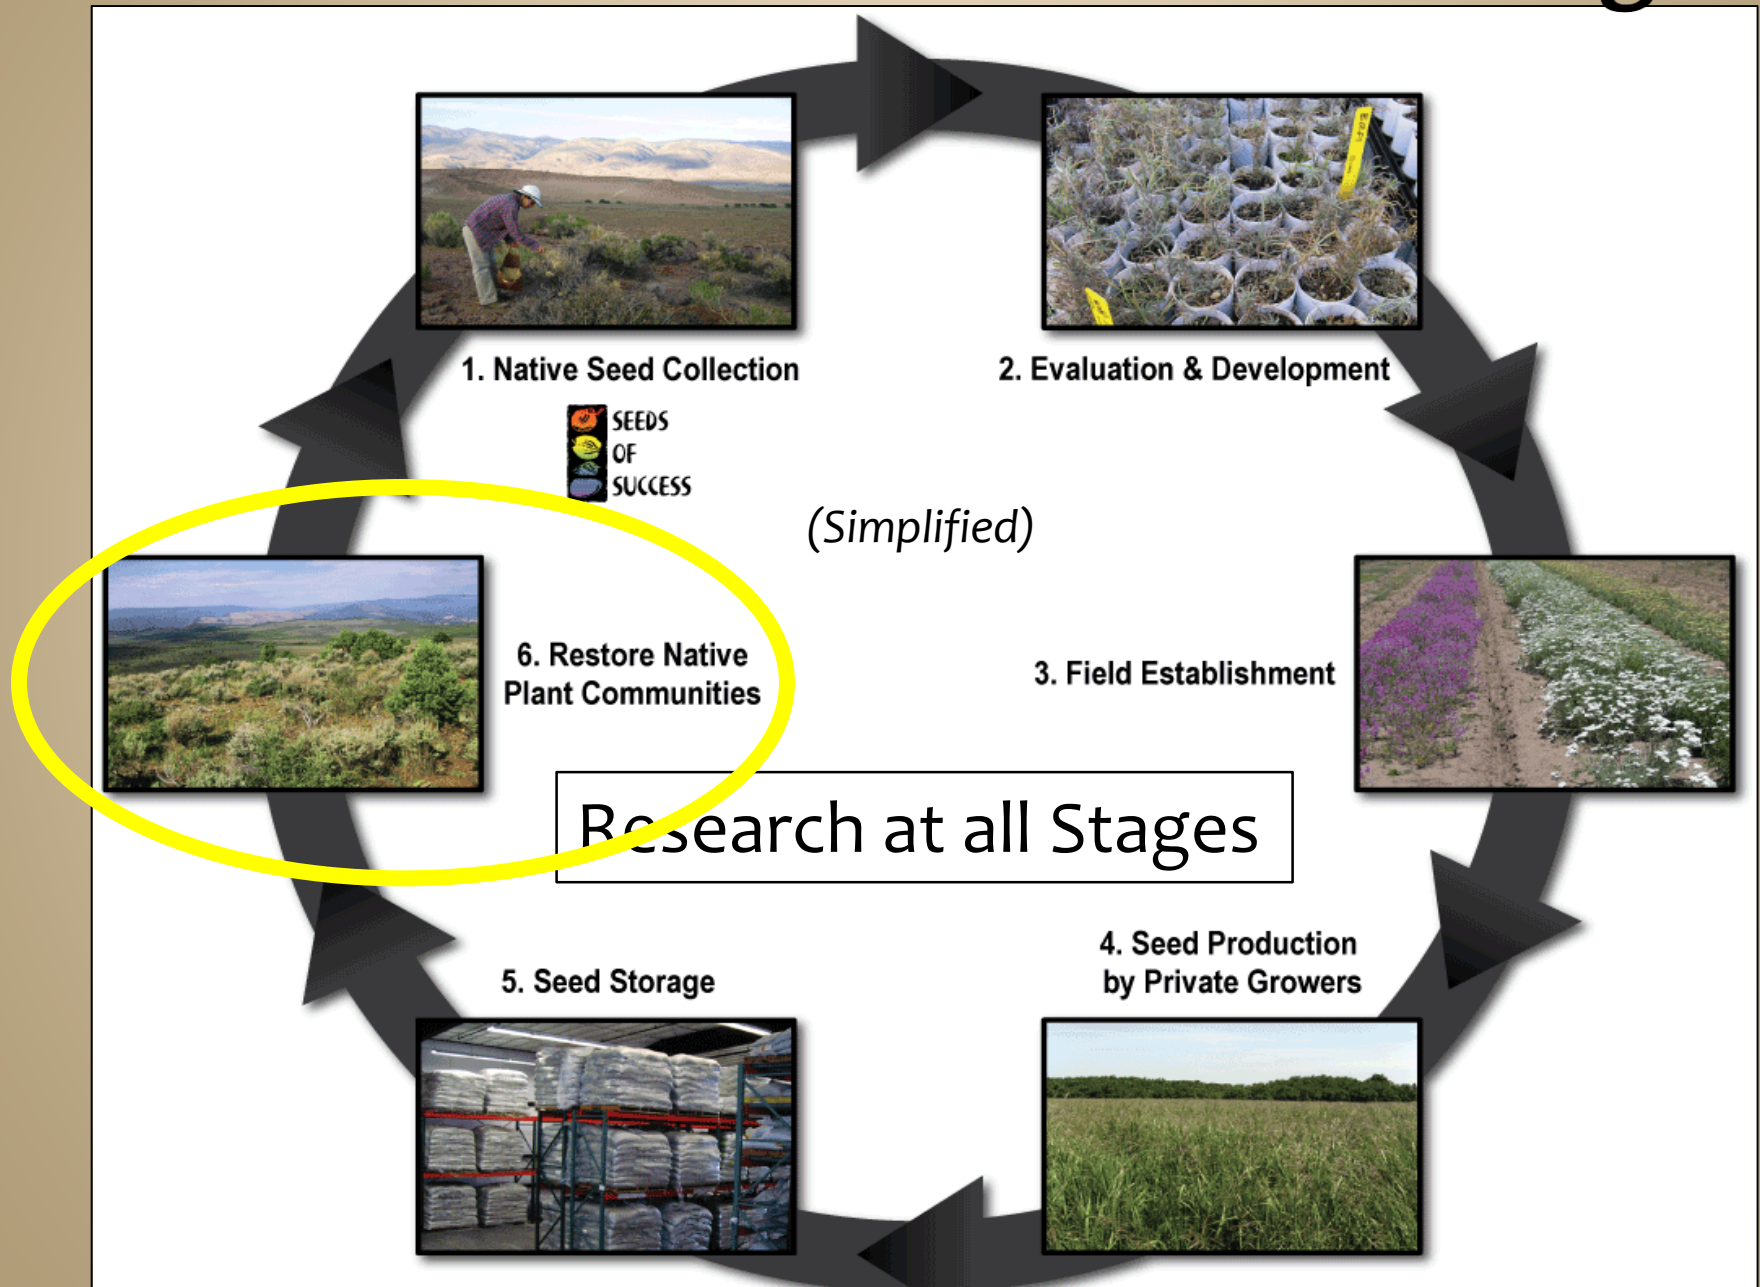 1. Native Seed Collection
2. Evaluation & Development
SEEDS
OF
SUCCESS
(Simplified)
6. Restore Native
Plant Communities
3. Field Establishment
Research at all Stages
4. Seed Production
by Private Growers
5. Seed Storage